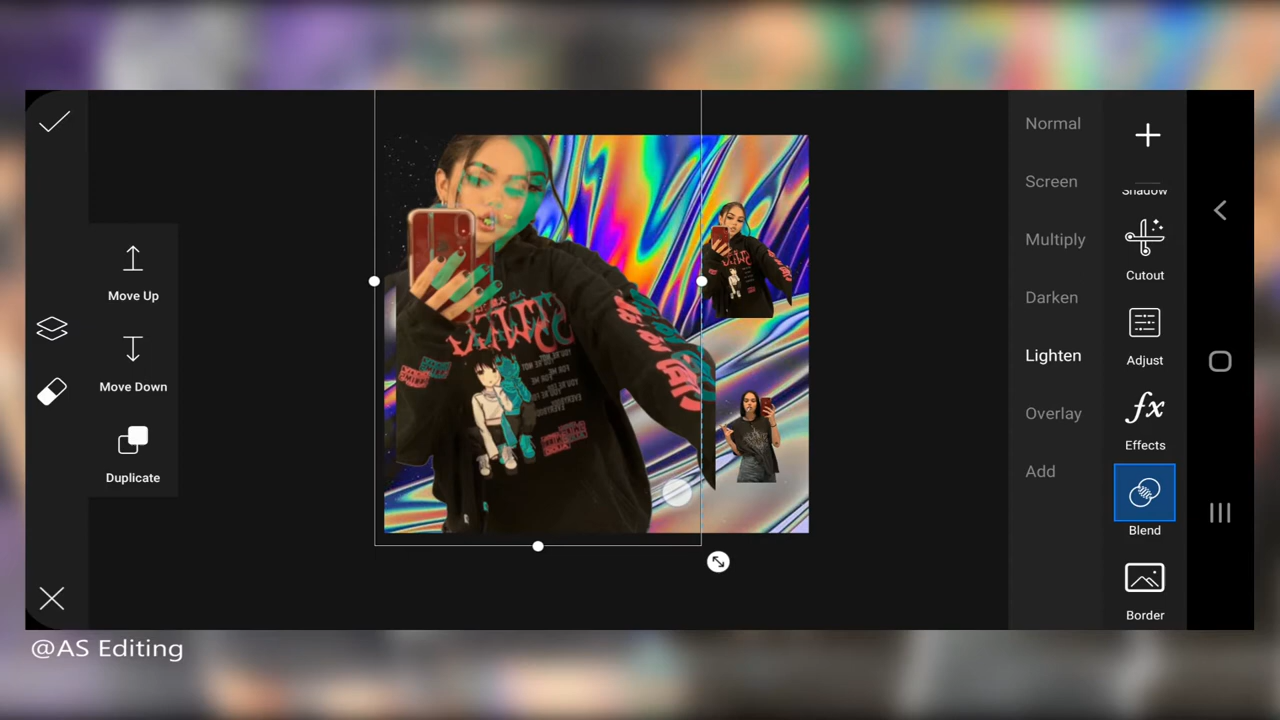 Move Up
Move Down
Duplicate
Normal
Screen
Multiply
Darken
Lighten
Overlay
Add
Shadow
Cutout
Adjust
fx
Effects
Blend
Border
@AS Editing